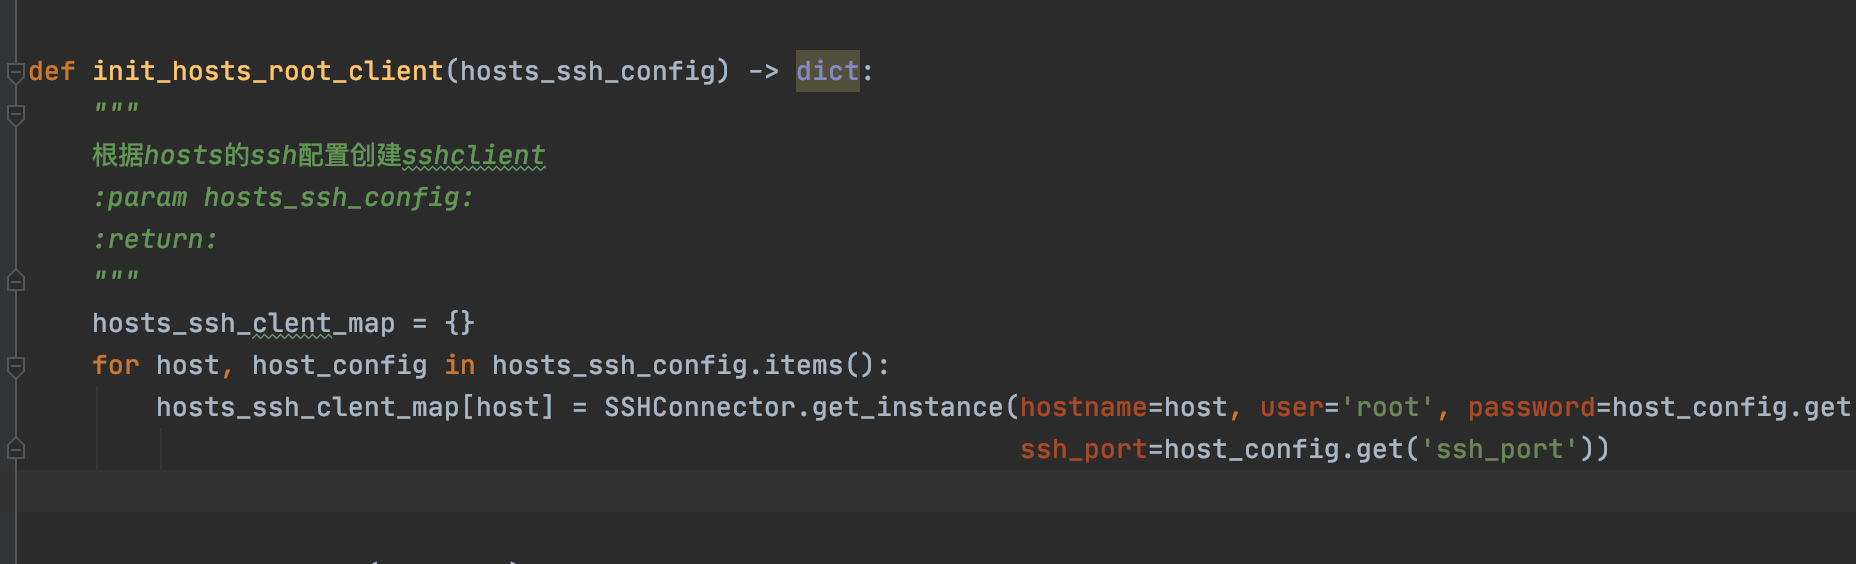 def init_hosts_root_client(hosts_ssh_config) -> dict:
"""
根据hosts的ssh配置创建sshclient
:param hosts_ssh_config:
:return:
"""
hosts_ssh_clent_map = {}
for host, host_config in hosts_ssh_config.items():
hosts_ssh_clent_map[host] = SSHConnector.get_instance(hostname=host, user='root', password=host_config.get
ssh_port=host_config.get('ssh_port'))